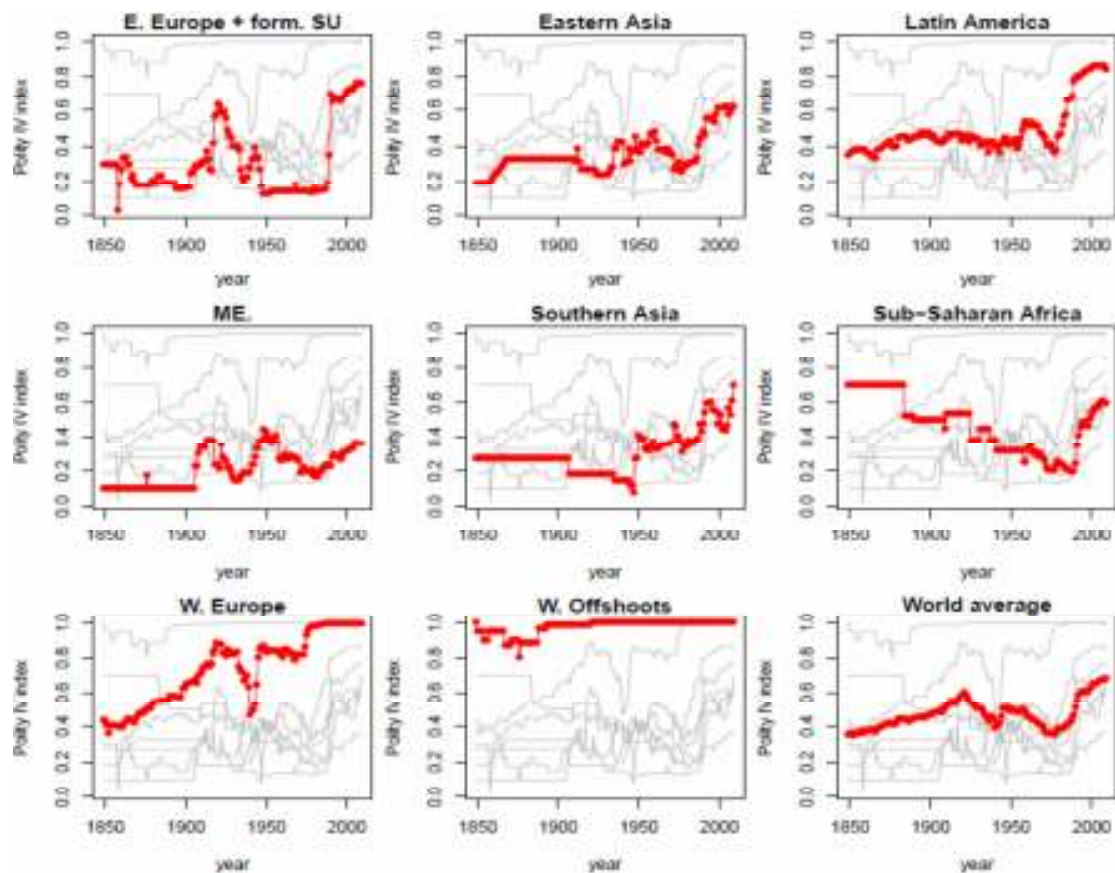 E. Europe + form. SU Eastern Asia Latin America
Polity IV index Polity IV index Polity IV index
1.0 1.0 1.0
0.8 0.8 0.8
0.6 0.6 0.6
0.4 0.4 0.4
0.2 0.2 0.2
0.0 0.0 0.0
1850 1900 1950 2000 1850 1900 1950 2000 1850 1900 1950 2000
year year year
ME. Southern Asia Sub-Saharan Africa
Polity IV index Polity IV index Polity IV index
1.0 1.0 1.0
0.8 0.8 0.8
0.6 0.6 0.6
0.4 0.4 0.4
0.2 0.2 0.2
0.0 0.0 0.0
1850 1900 1950 2000 1850 1900 1950 2000 1850 1900 1950 2000
year year year
W. Europe W. Offshoots World average
Polity IV index Polity IV index Polity IV index
1.0 1.0 1.0
0.8 0.8 0.8
0.6 0.6 0.6
0.4 0.4 0.4
0.2 0.2 0.2
0.0 0.0 0.0
1850 1900 1950 2000 1850 1900 1950 2000 1850 1900 1950 2000
year year year